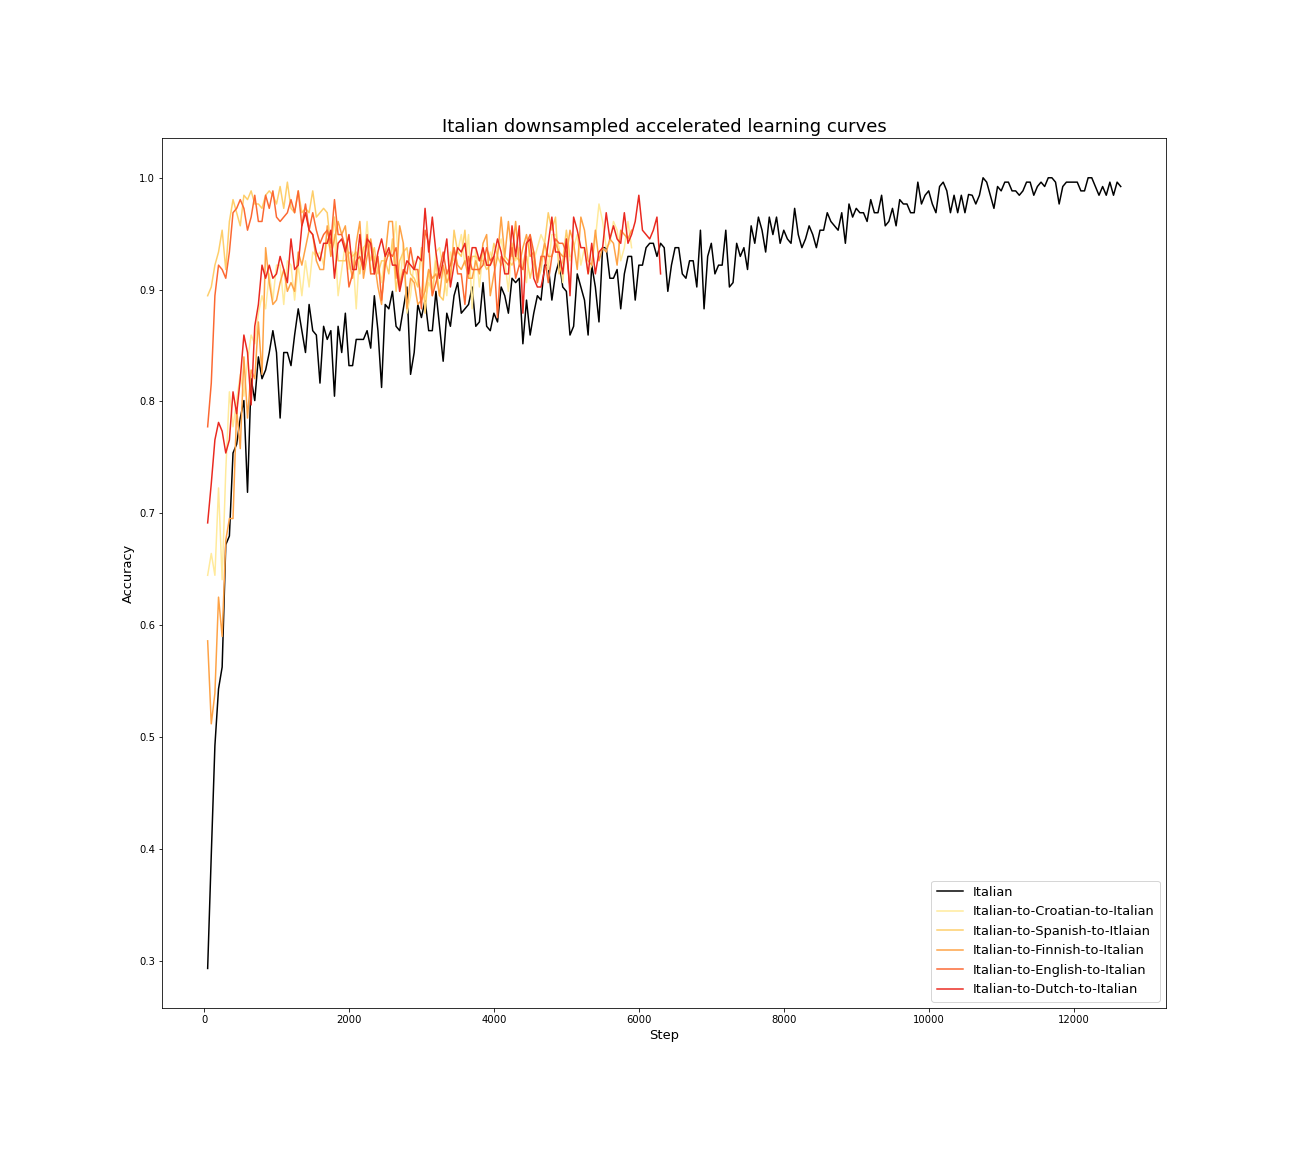 Italian downsampled accelerated learning curves
1.0
0.9
0.8
0.7
0.6
0.5
0.4
0.3
Accuracy
0 2000 4000 6000 8000 10000 12000
Step
Italian
Italian-to-Croatian-to-Italian
Italian-to-Spanish-to-Itlaian
Italian-to-Finnish-to-Italian
Italian-to-English-to-Italian
Italian-to-Dutch-to-Italian